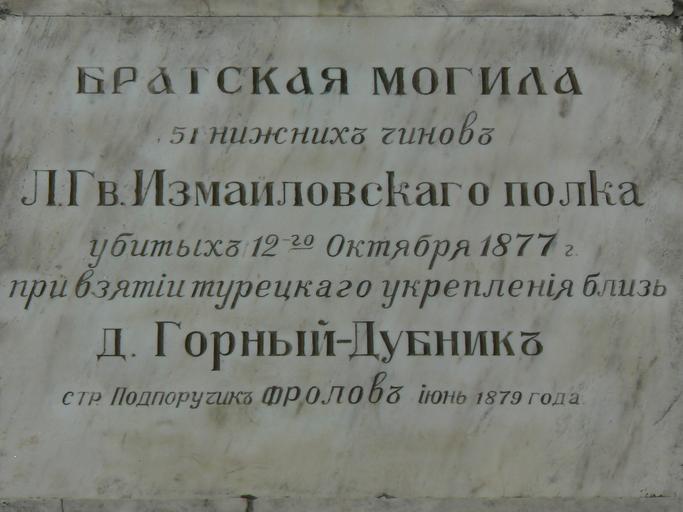 БРАТСКАЯ МОГИЛА
51 нижнихъ чиновъ
Л.Гв. Измаиловскаго полка
убитыхъ 12-го Октября 1877 г.
при взятіи турецкаго укрепленія близь
д. Горный-Дубникъ
стр. Подпоручикъ Фроловъ іюнь 1879 года